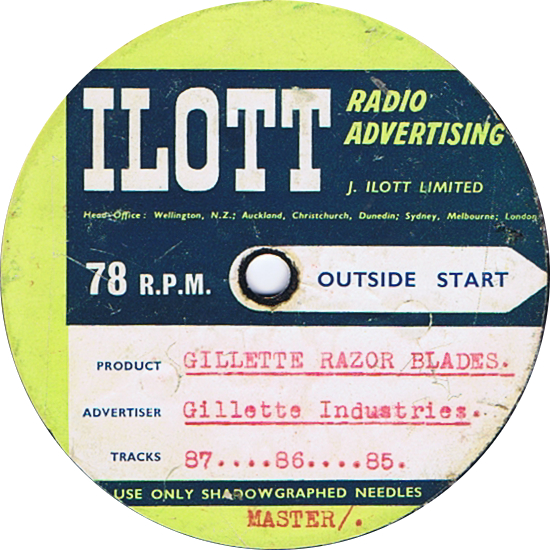 ILOTT
RADIO
ADVERTISING
J. ILOTT LIMITED
Head Office: Wellington, N.Z.; Auckland, Christchurch, Dunedin; Sydney, Melbourne; London
78 R.P.M.
OUTSIDE START
PRODUCT GILLETTE RAZOR BLADES.
ADVERTISER Gillette Industries.
TRACKS 87....86....85.
USE ONLY SHADOWGRAPHED NEEDLES
MASTER/.